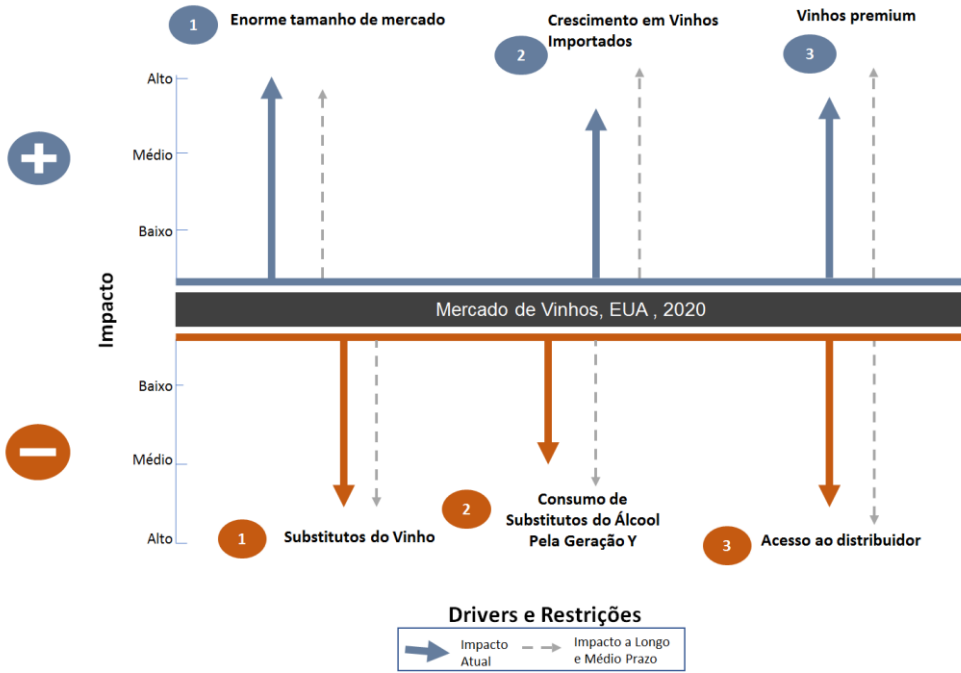 1
Enorme tamanho de mercado
2
Crescimento em Vinhos
Importados
3
Vinhos premium
Alto
Médio
Baixo
Impacto
Mercado de Vinhos, EUA , 2020
Baixo
Médio
Alto
1
Substitutos do Vinho
2
Consumo de
Substitutos do Álcool
Pela Geração Y
3
Acesso ao distribuidor
Drivers e Restrições
Impacto
Atual
Impacto a Longo
e Médio Prazo